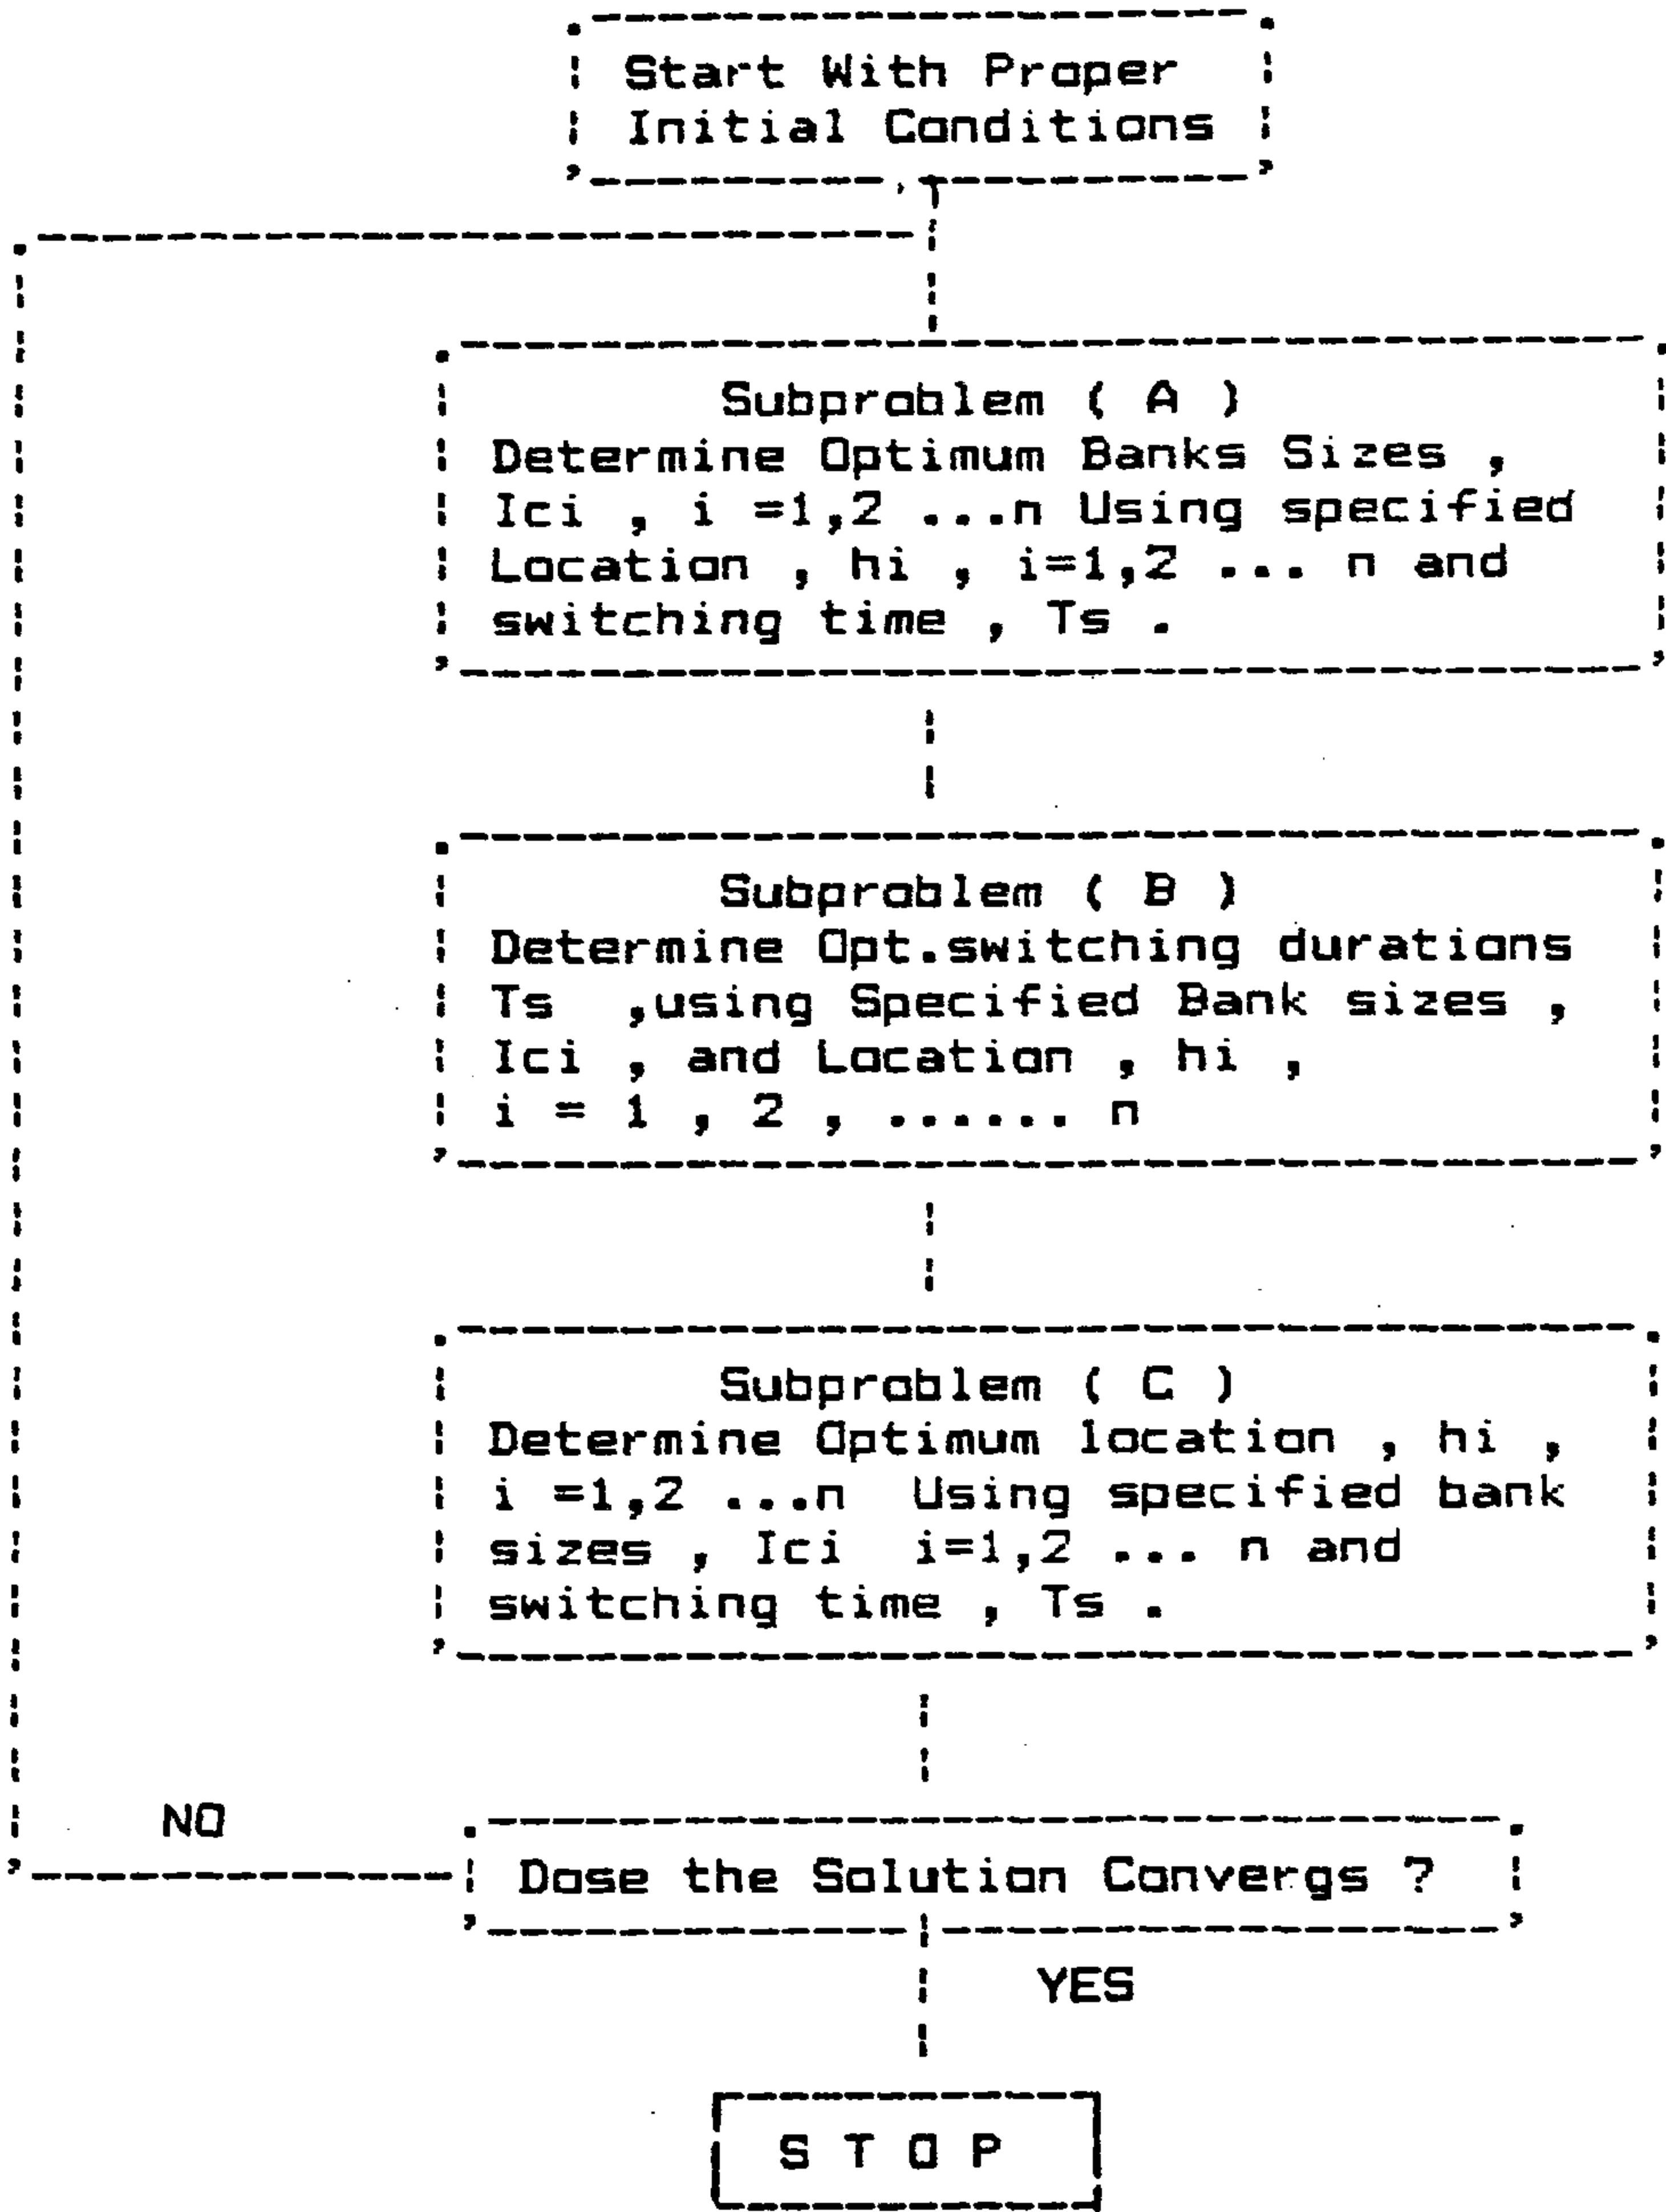 Start With Proper
Initial Conditions
Subproblem ( A )
Determine Optimum Banks Sizes ,
Ici , i =1,2 ...n Using specified
Location , hi , i=1,2 ... n and
switching time , Ts .
Subproblem ( B )
Determine Opt.switching durations
Ts ,using Specified Bank sizes ,
Ici , and Location , hi ,
i = 1 , 2 , ...... n
Subproblem ( C )
Determine Optimum location , hi ,
i =1,2 ...n Using specified bank
sizes , Ici i=1,2 ... n and
switching time , Ts .
NO
Dose the Solution Convergs ?
YES
S T O P